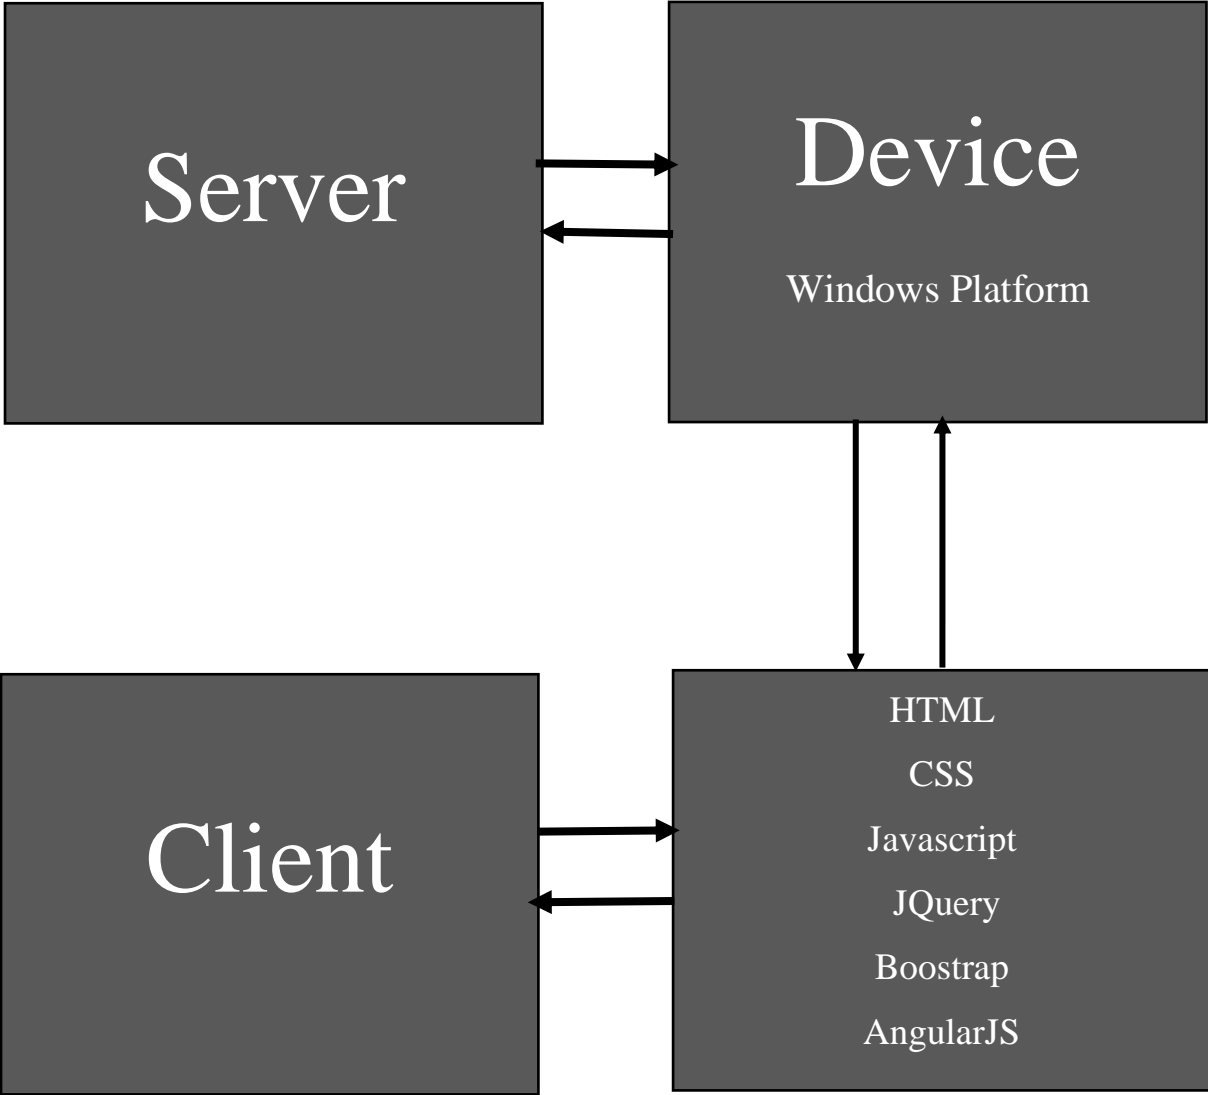 Server
Device
Windows Platform
Client
HTML
CSS
Javascript
JQuery
Boostrap
AngularJS